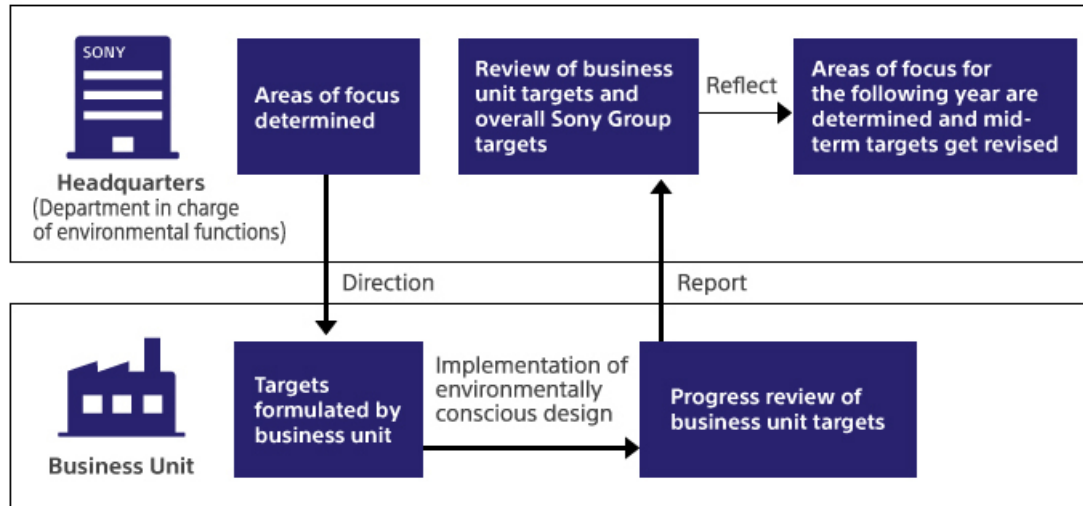 SONY
Headquarters
(Department in charge
of environmental functions)
Areas of focus
determined
Review of business
unit targets and
overall Sony Group
targets
Reflect
Areas of focus for
the following year are
determined and mid-
term targets get revised
Direction
Report
Business Unit
Targets
formulated by
business unit
Implementation of
environmentally
conscious design
Progress review of
business unit targets